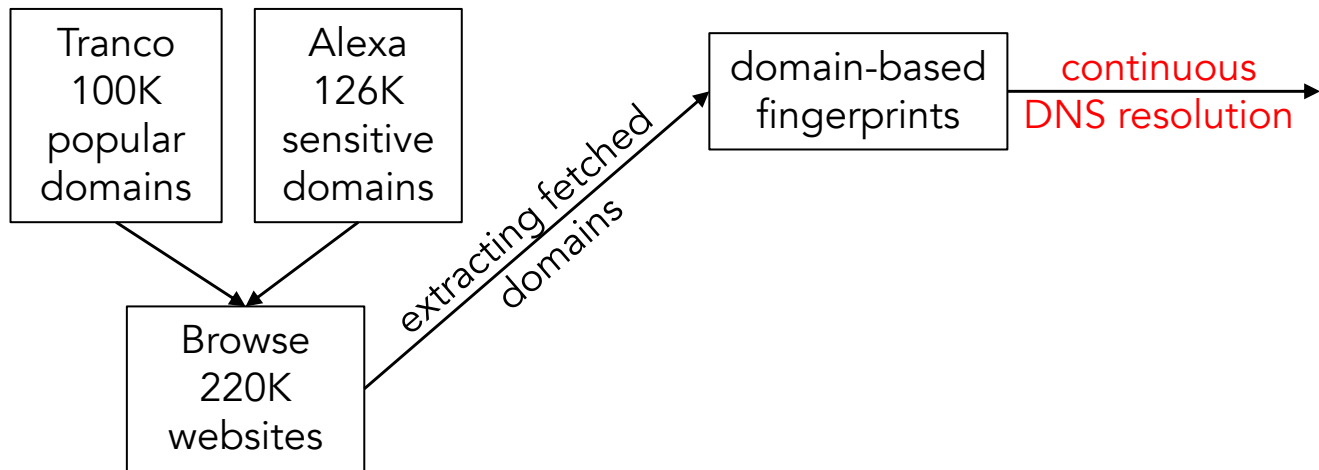 Tranco
100K
popular
domains
Alexa
126K
sensitive
domains
Browse
220K
websites
extracting fetched
domains
domain-based
fingerprints
continuous
DNS resolution